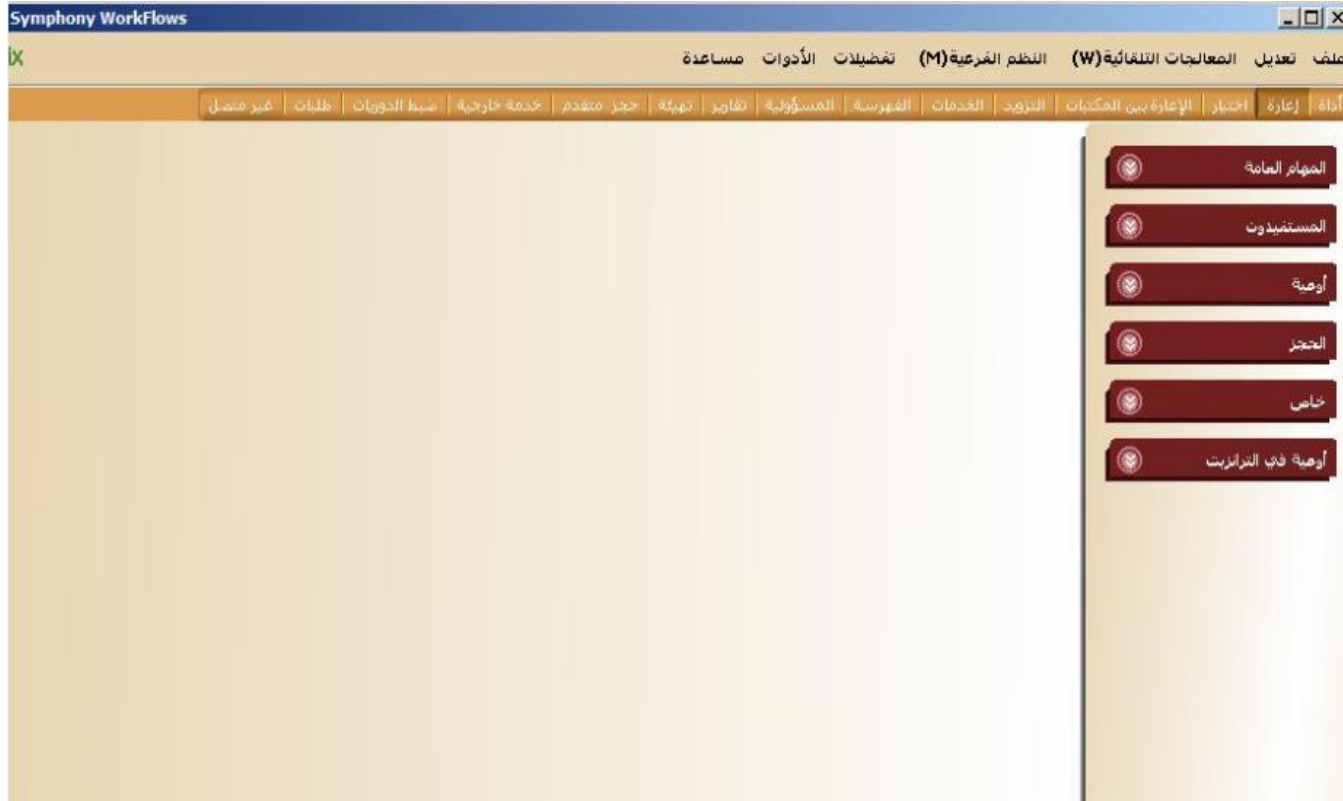 Symphony WorkFlows
ملف تعديل المعالجات التلقائية(W) النظم الفرعية(M) تفضيلات الأدوات مساعدة
أداة إعارة اختيار الإعارة بين المكتبات التزويد الخدمات الفهرسة المسؤولية تقارير تهيئة حجز متقدم خدمة خارجية ضبط الدوريات طلبات غير متصل
المهام العامة
المستفيدون
أوعية
الحجز
خاص
أوعية في الترانزيت